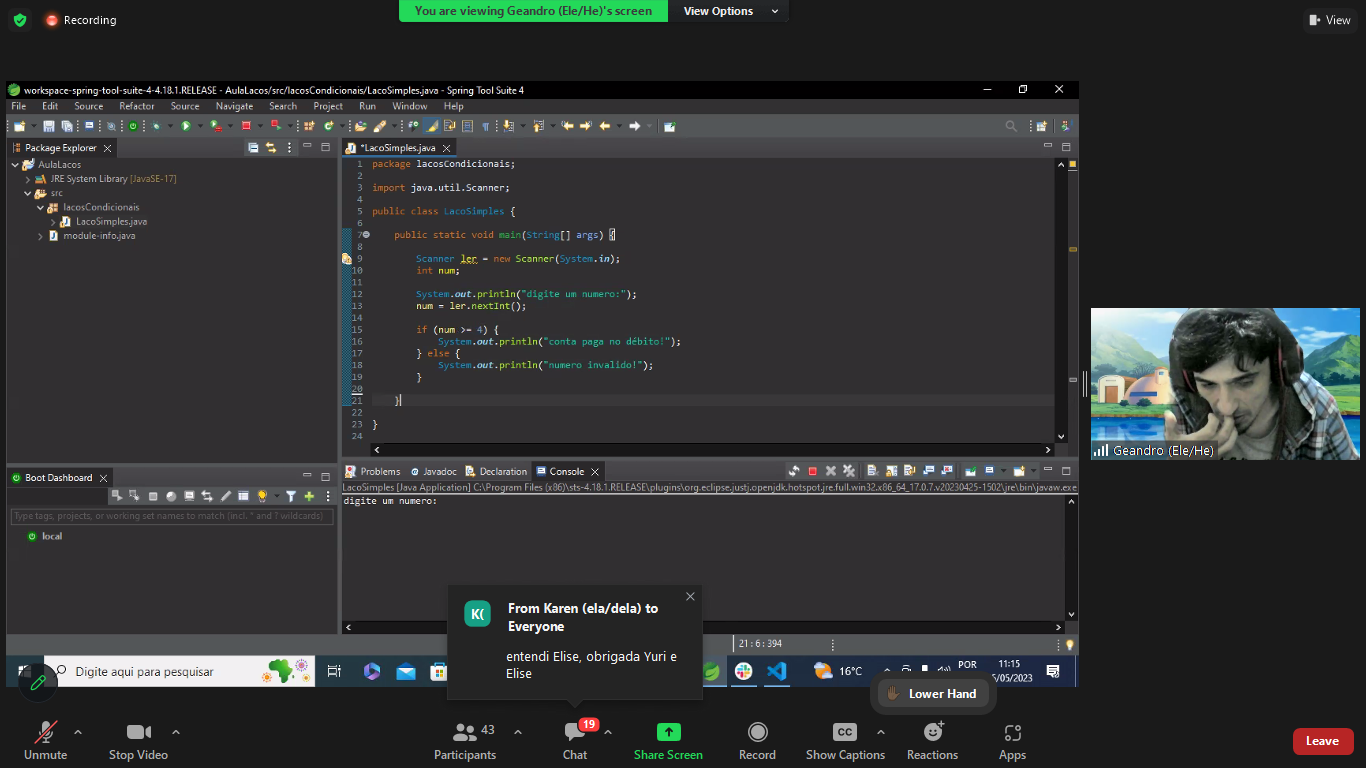 Recording
You are viewing Geandro (Ele/He)'s screen
View Options
View
workspace-spring-tool-suite-4-4.18.1.RELEASE - AulaLacos/src/lacosCondicionais/LacoSimples.java - Spring Tool Suite 4
File Edit Source Refactor Source Navigate Search Project Run Window Help
Package Explorer
AulaLacos
JRE System Library [JavaSE-17]
src
lacosCondicionais
LacoSimples.java
module-info.java
*LacoSimples.java
1 package lacosCondicionais;
2
3 import java.util.Scanner;
4
5 public class LacoSimples {
6
7 public static void main(String[] args) {
8
9 Scanner ler = new Scanner(System.in);
10 int num;
11
12 System.out.println("digite um numero:");
13 num = ler.nextInt();
14
15 if (num >= 4) {
16 System.out.println("conta paga no débito!");
17 } else {
18 System.out.println("numero invalido!");
19 }
20
21 }
22
23 }
24
Geandro (Ele/He)
Boot Dashboard
Type tags, projects, or working set names to match (incl. * and ? wildcards)
local
Problems Javadoc Declaration Console
LacoSimples [Java Application] C:\Program Files (x86)\sts-4.18.1.RELEASE\plugins\org.eclipse.justj.openjdk.hotspot.jre.full.win32.x86_64_17.0.7.v20230425-1502\jre\bin\javaw.exe
digite um numero:
K(
From Karen (ela/dela) to
Everyone
entendi Elise, obrigada Yuri e
Elise
21 : 6 : 394
Digite aqui para pesquisar
16°C
POR
11:15
/05/2023
Lower Hand
Unmute
Stop Video
43
Participants
19
Chat
Share Screen
Record
CC
Show Captions
Reactions
Apps
Leave